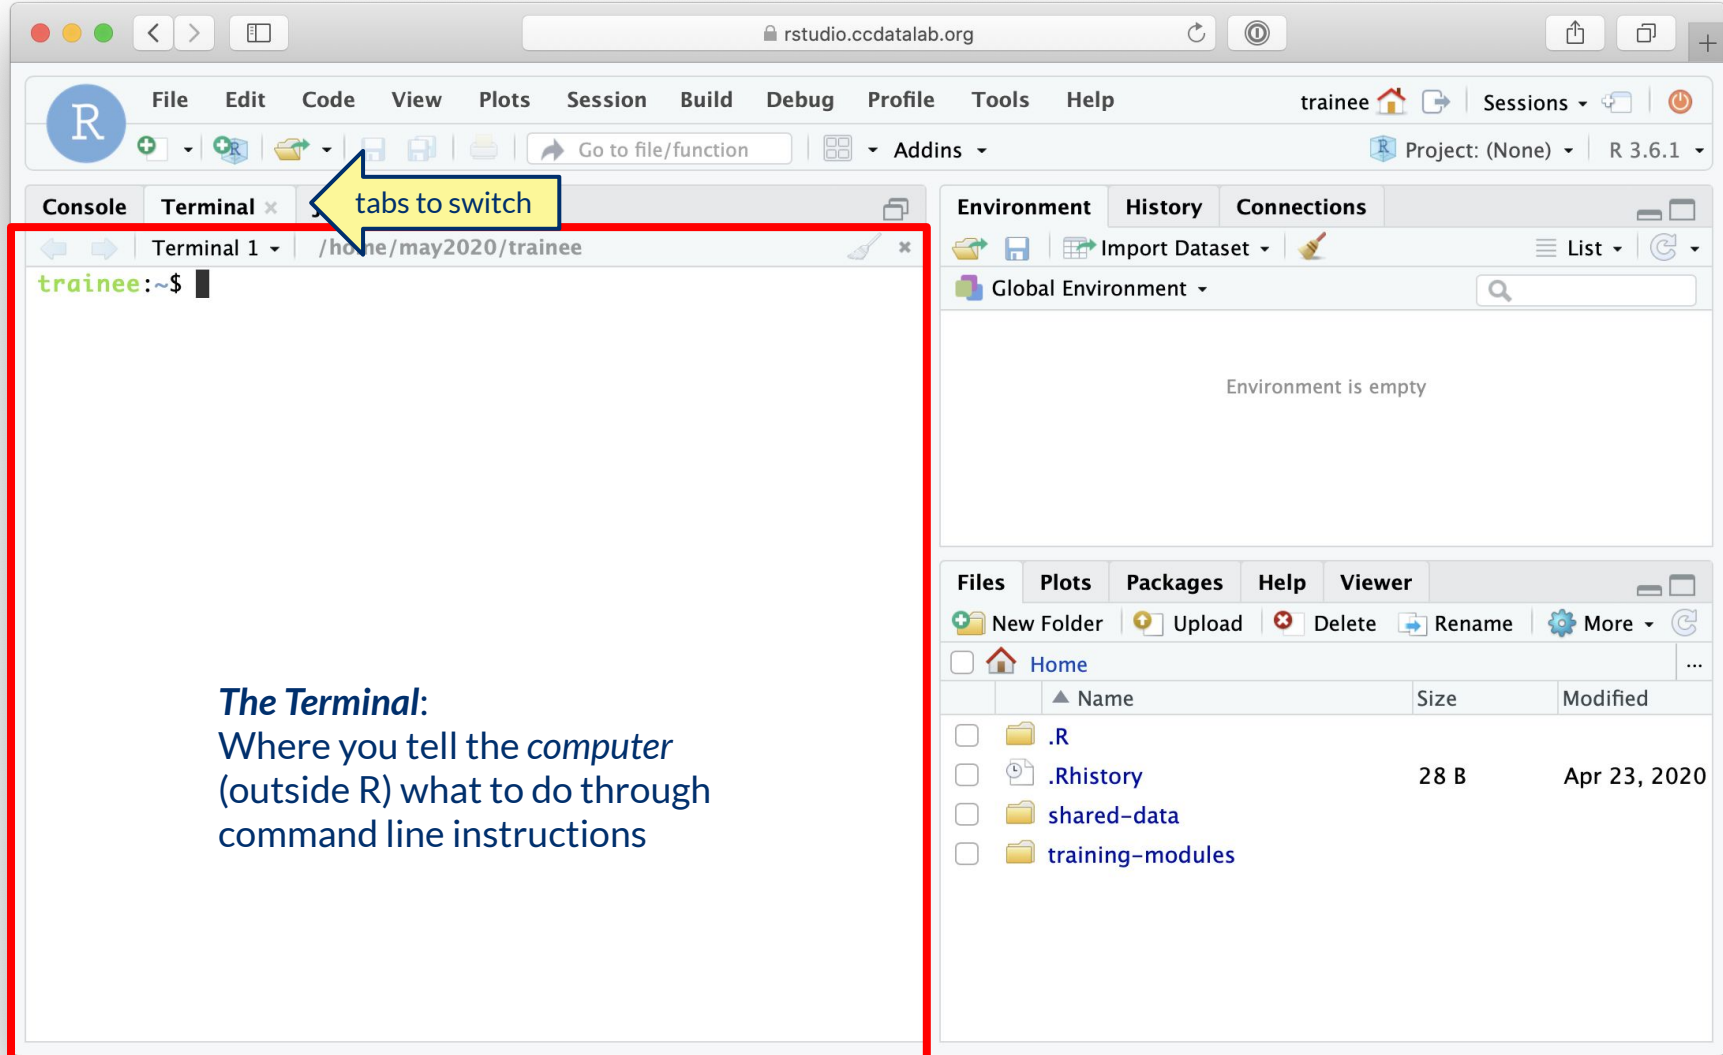 rstudio.ccdatalab.org
File Edit Code View Plots Session Build Debug Profile Tools Help
trainee Sessions
R
Go to file/function Addins
Project: (None) R 3.6.1
Console Terminal
tabs to switch
Terminal 1 /home/may2020/trainee
trainee:~$
The Terminal:
Where you tell the computer
(outside R) what to do through
command line instructions
Environment History Connections
Import Dataset List
Global Environment
Environment is empty
Files Plots Packages Help Viewer
New Folder Upload Delete Rename More
Home ...
Name Size Modified
.R
.Rhistory 28 B Apr 23, 2020
shared-data
training-modules